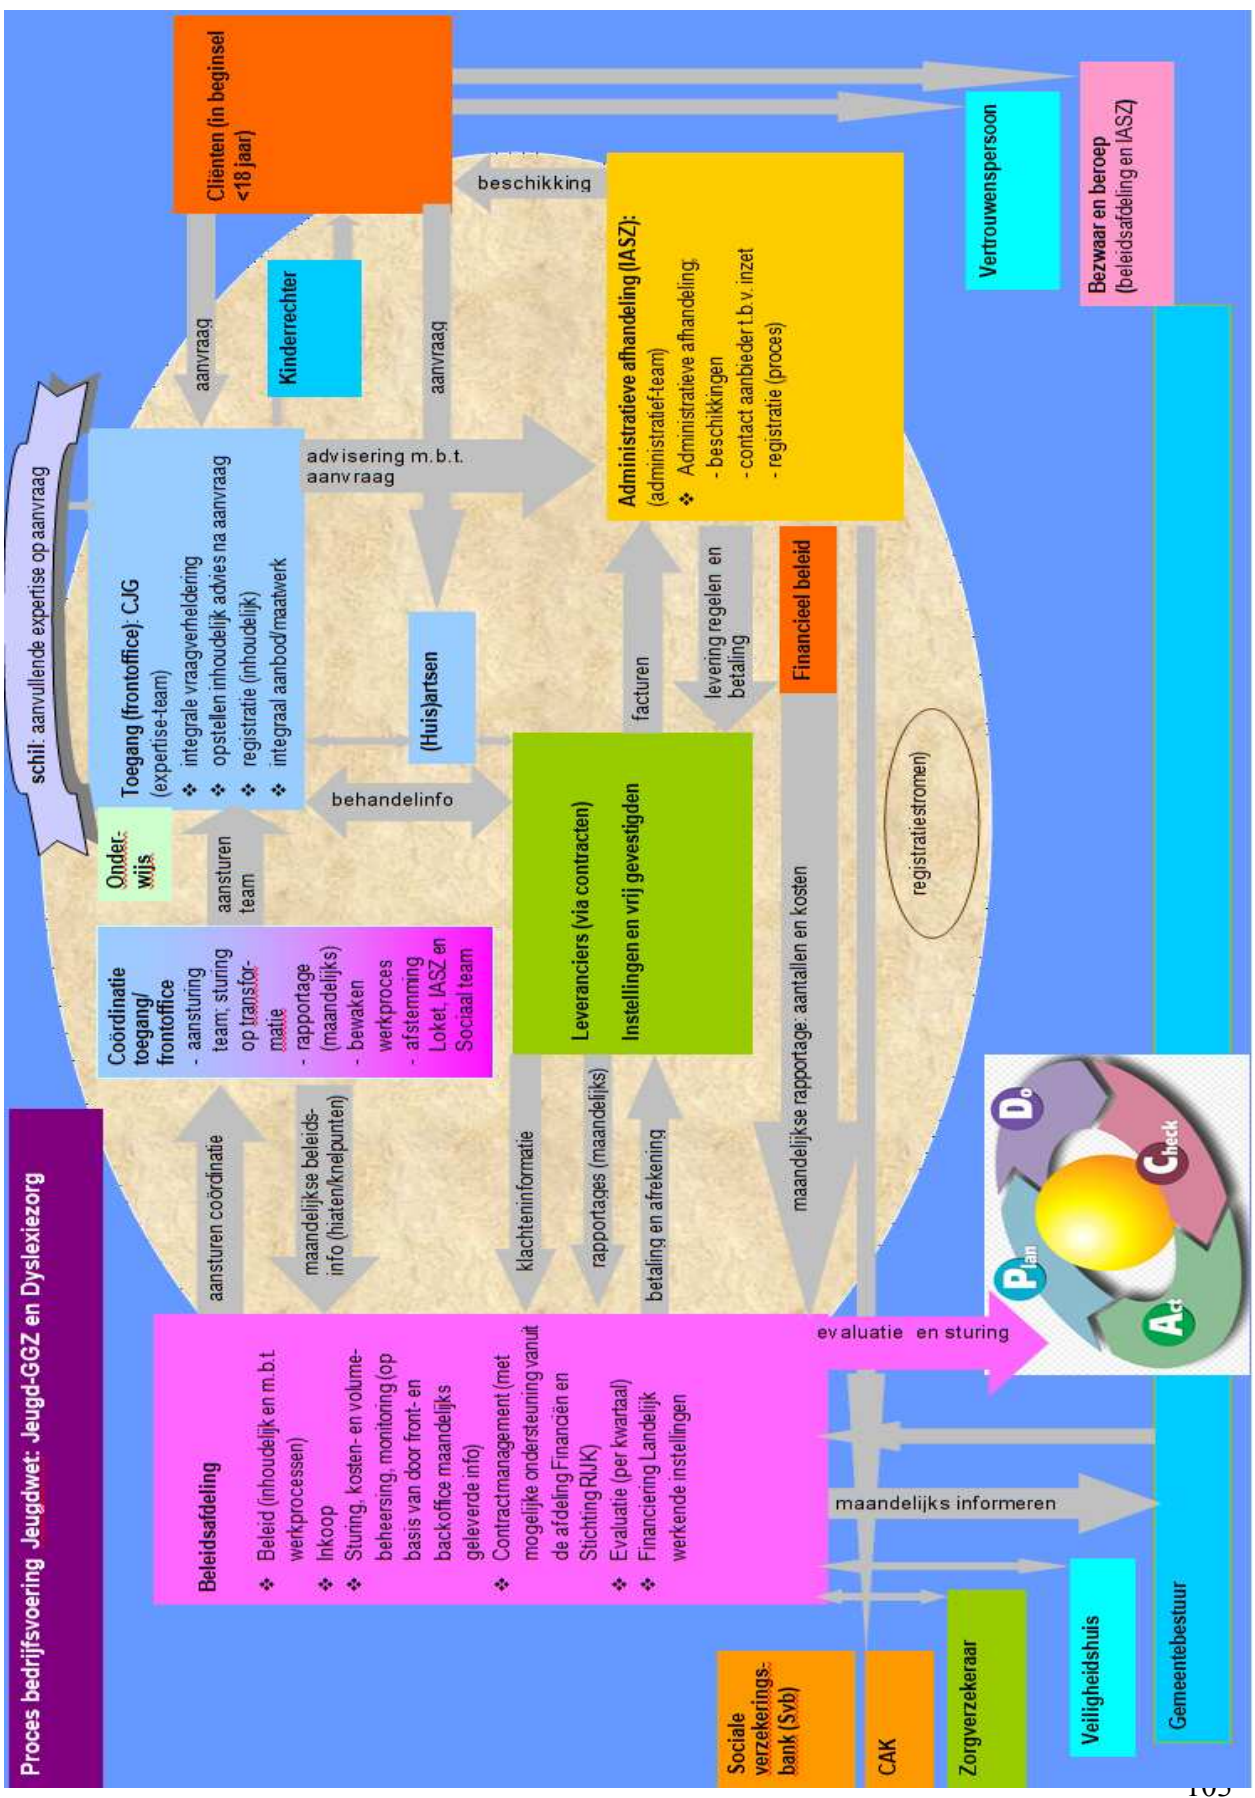 Proces bedrijfsvoering Jeugdwet: Jeugd-GGZ en Dyslexiezorg
schil: aanvullende expertise op aanvraag
Beleidsafdeling
❖ Beleid (inhoudelijk en m.b.t.
werkprocessen)
❖ Inkoop
❖ Sturing, kosten- en volume-
beheersing, monitoring (op
basis van door front- en
backoffice maandelijks
geleverde info)
❖ Contractmanagement (met
mogelijke ondersteuning vanuit
de afdeling Financiën en
Stichting RIJK)
❖ Evaluatie (per kwartaal)
❖ Financiering Landelijk
werkende instellingen
aansturen coördinatie
maandelijkse beleids-
info (hiaten/knelpunten)
Coördinatie
toegang/
frontoffice
- aansturing
team; sturing
op transfor-
matie
- rapportage
(maandelijks)
- bewaken
werkproces
- afstemming
Loket, IASZ en
Sociaal team
Onder-
wijs
aansturen
team
Toegang (frontoffice): CJG
(expertise-team)
❖ integrale vraagverheldering
❖ opstellen inhoudelijk advies na aanvraag
❖ registratie (inhoudelijk)
❖ integraal aanbod/maatwerk
aanvraag
Cliënten (in beginsel
<18 jaar)
Kinderrechter
advisering m.b.t.
aanvraag
aanvraag
beschikking
behandelinfo
(Huis)artsen
klachteninformatie
rapportages (maandelijks)
betaling en afrekening
Leveranciers (via contracten)
Instellingen en vrij gevestigden
facturen
levering regelen en
betaling
Administratieve afhandeling (IASZ):
(administratief-team)
❖ Administratieve afhandeling;
- beschikkingen
- contact aanbieder t.b.v. inzet
- registratie (proces)
maandelijkse rapportage: aantallen en kosten
Financieel beleid
registratiestromen)
evaluatie en sturing
Plan
Do
Check
Act
maandelijks informeren
Sociale
verzekerings-
bank (Svb)
CAK
Zorgverzekeraar
Veiligheidshuis
Gemeentebestuur
Vertrouwenspersoon
Bezwaar en beroep
(beleidsafdeling en IASZ)